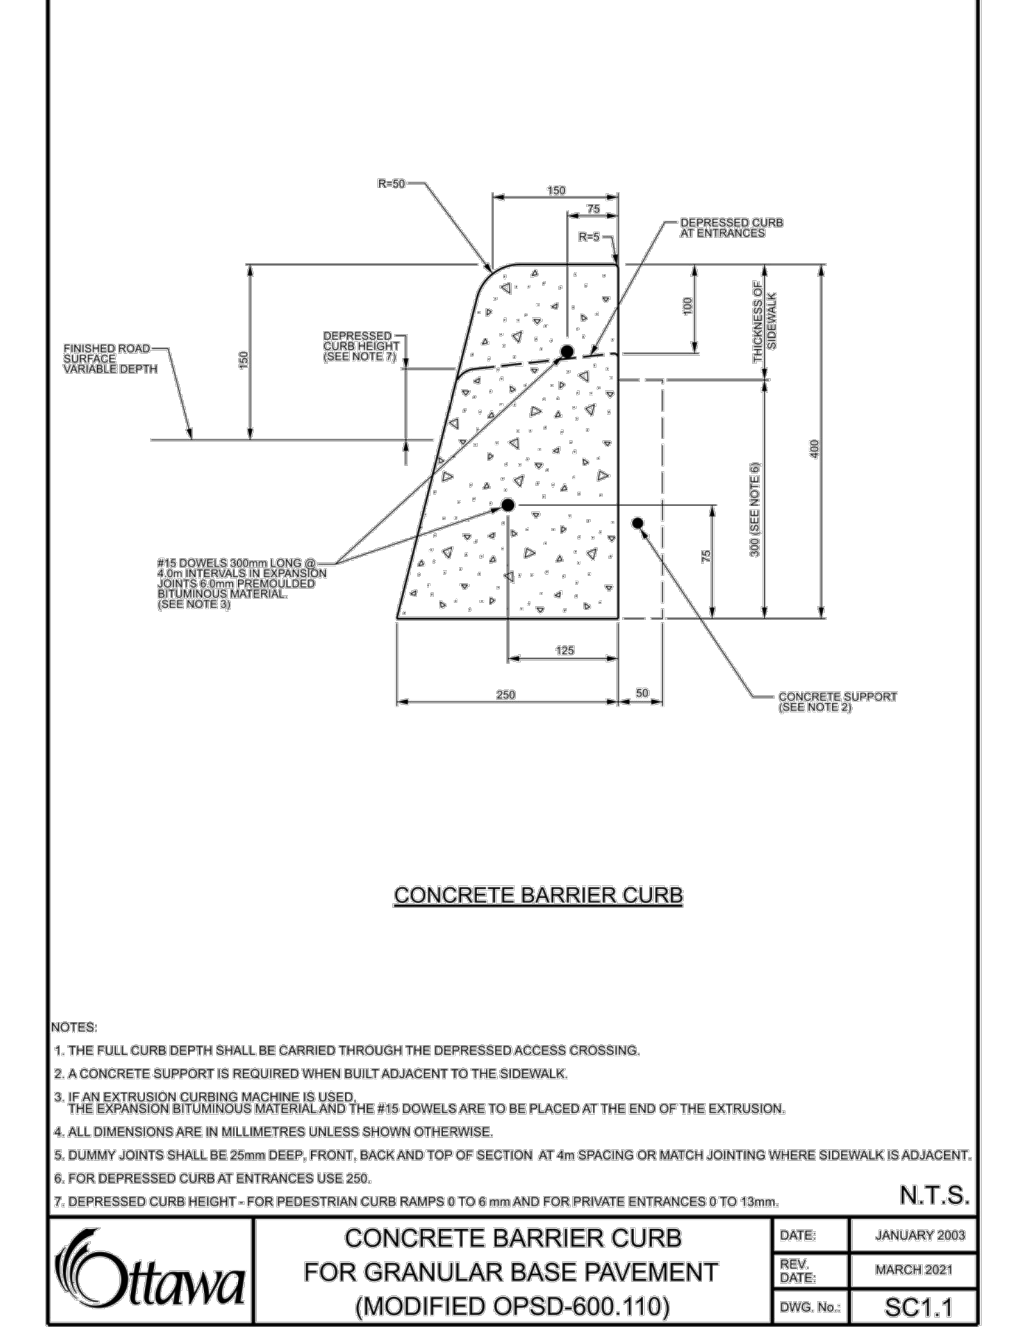 R=50
150
75
R=5
DEPRESSED CURB
AT ENTRANCES
100
THICKNESS OF
SIDEWALK
DEPRESSED
CURB HEIGHT
(SEE NOTE 7)
FINISHED ROAD
SURFACE
VARIABLE DEPTH
150
400
300 (SEE NOTE 6)
75
#15 DOWELS 300mm LONG @
4.0m INTERVALS IN EXPANSION
JOINTS 6.0mm PREMOULDED
BITUMINOUS MATERIAL.
(SEE NOTE 3)
125
250
50
CONCRETE SUPPORT
(SEE NOTE 2)
CONCRETE BARRIER CURB
NOTES:
1. THE FULL CURB DEPTH SHALL BE CARRIED THROUGH THE DEPRESSED ACCESS CROSSING.
2. A CONCRETE SUPPORT IS REQUIRED WHEN BUILT ADJACENT TO THE SIDEWALK.
3. IF AN EXTRUSION CURBING MACHINE IS USED,
THE EXPANSION BITUMINOUS MATERIAL AND THE #15 DOWELS ARE TO BE PLACED AT THE END OF THE EXTRUSION.
4. ALL DIMENSIONS ARE IN MILLIMETRES UNLESS SHOWN OTHERWISE.
5. DUMMY JOINTS SHALL BE 25mm DEEP, FRONT, BACK AND TOP OF SECTION AT 4m SPACING OR MATCH JOINTING WHERE SIDEWALK IS ADJACENT.
6. FOR DEPRESSED CURB AT ENTRANCES USE 250.
7. DEPRESSED CURB HEIGHT - FOR PEDESTRIAN CURB RAMPS 0 TO 6 mm AND FOR PRIVATE ENTRANCES 0 TO 13mm.
N.T.S.
Ottawa
CONCRETE BARRIER CURB
FOR GRANULAR BASE PAVEMENT
(MODIFIED OPSD-600.110)
DATE: JANUARY 2003
REV.
DATE: MARCH 2021
DWG. No.: SC1.1